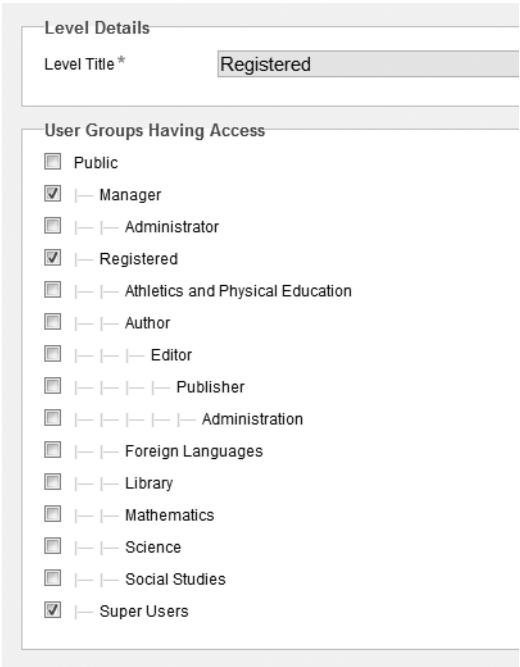 Level Details
Level Title * Registered
User Groups Having Access
Public
|— Manager
|— |— Administrator
|— Registered
|— |— Athletics and Physical Education
|— |— Author
|— |— |— Editor
|— |— |— |— Publisher
|— |— |— |— |— Administration
|— |— Foreign Languages
|— |— Library
|— |— Mathematics
|— |— Science
|— |— Social Studies
|— Super Users